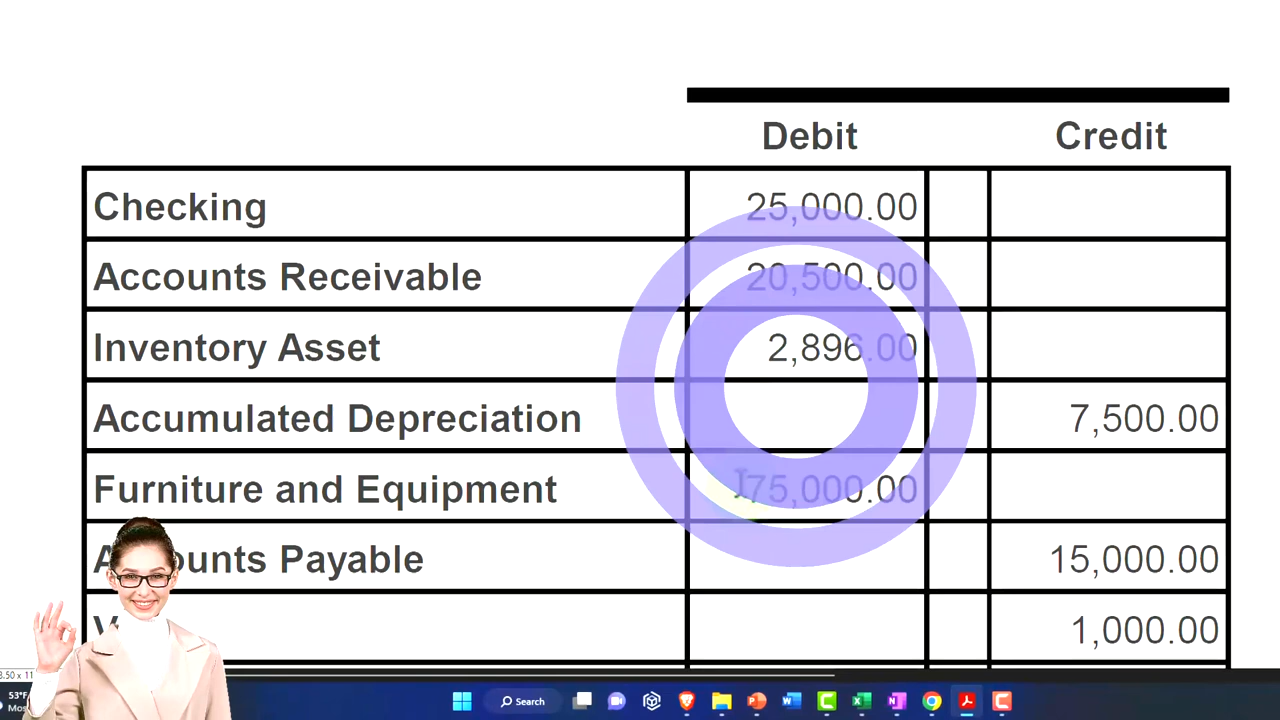 Debit Credit
Checking 25,000.00
Accounts Receivable 20,500.00
Inventory Asset 2,896.00
Accumulated Depreciation 7,500.00
Furniture and Equipment 75,000.00
Payable 15,000.00
1,000.00
53°F
Search